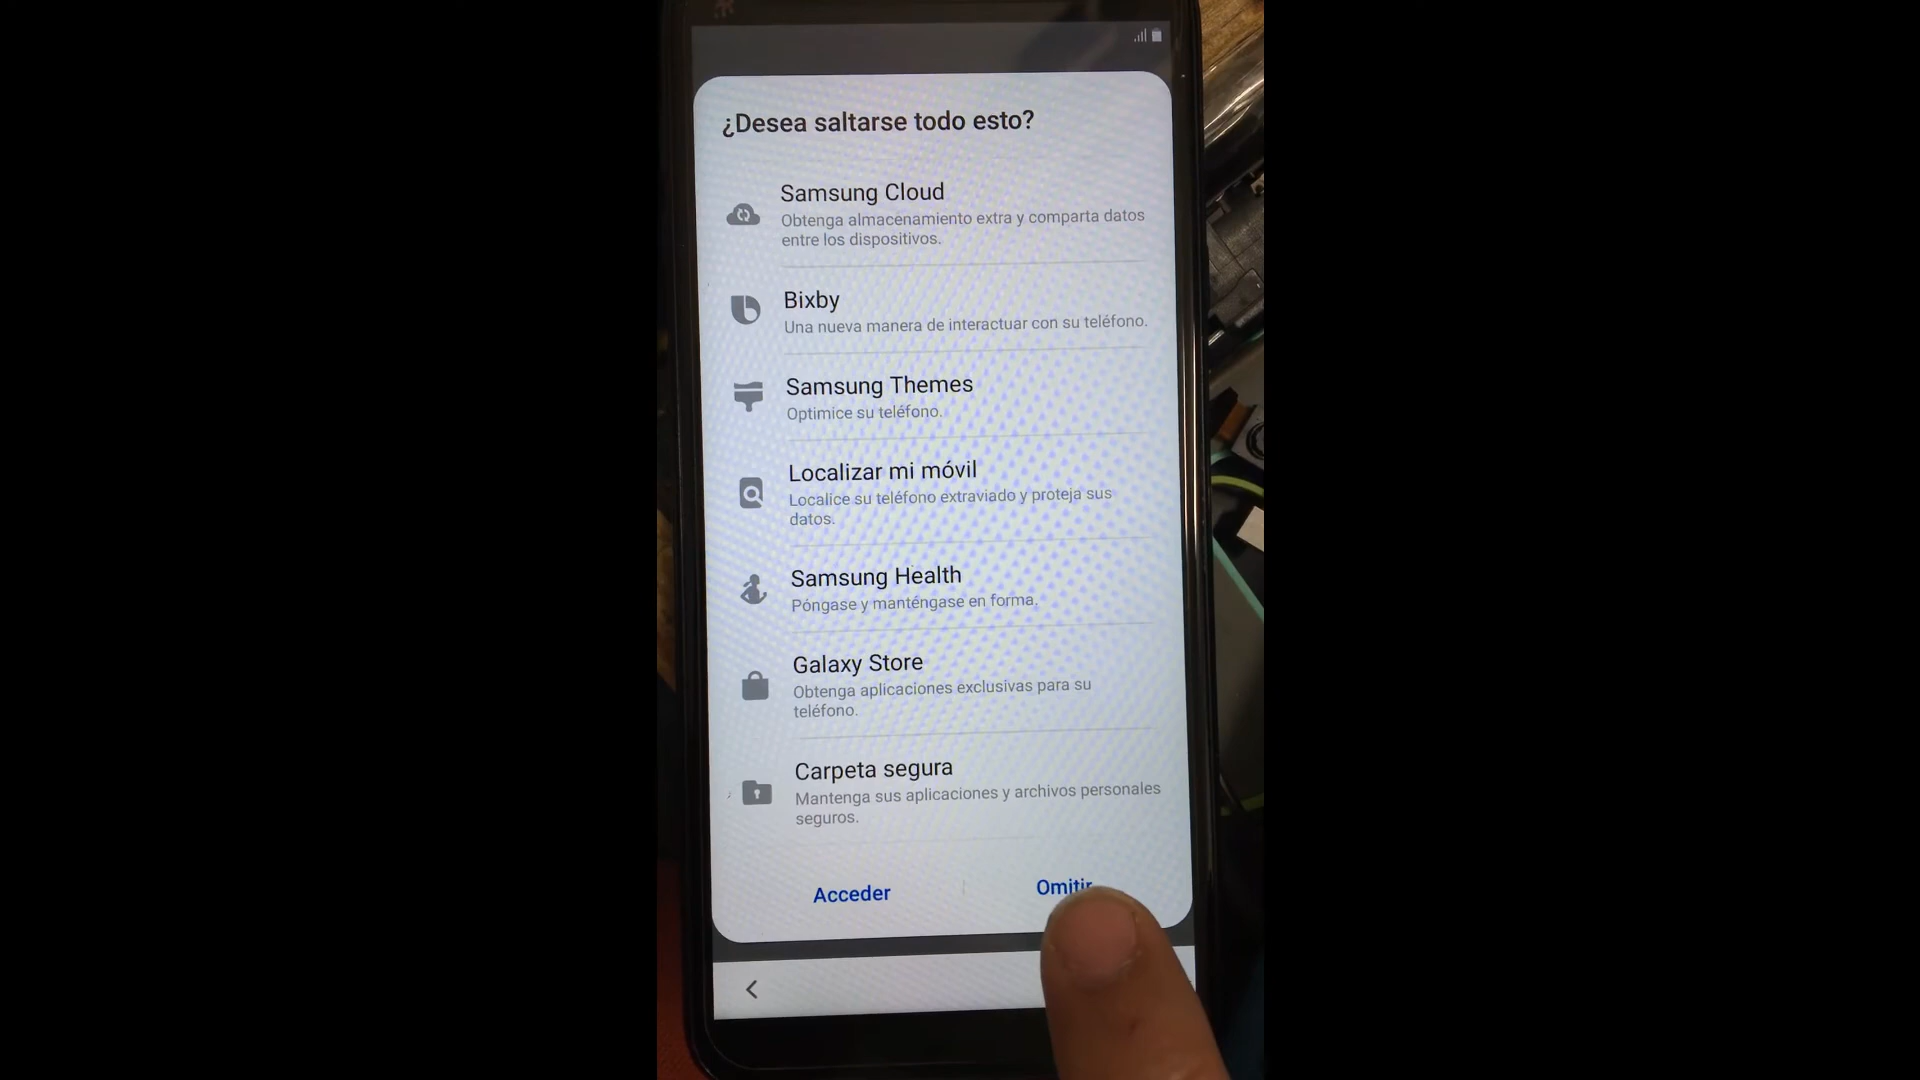 ¿Desea saltarse todo esto?
Samsung Cloud
Obtenga almacenamiento extra y comparta datos
entre los dispositivos.
Bixby
Una nueva manera de interactuar con su teléfono.
Samsung Themes
Optimice su teléfono.
Localizar mi móvil
Localice su teléfono extraviado y proteja sus
datos.
Samsung Health
Póngase y manténgase en forma.
Galaxy Store
Obtenga aplicaciones exclusivas para su
teléfono.
Carpeta segura
Mantenga sus aplicaciones y archivos personales
seguros.
Acceder
Omitir